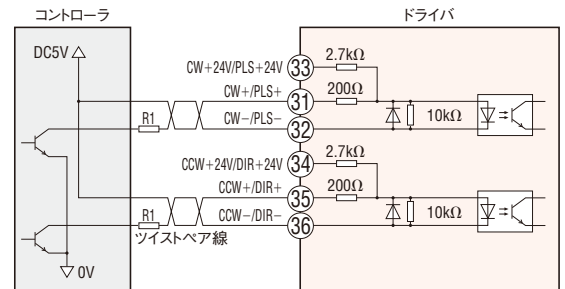 コントローラ
ドライバ
DC5V
CW+24V/PLS+24V 33 2.7kΩ
CW+/PLS+ 31 200Ω
R1 CW−/PLS− 32 10kΩ
CCW+24V/DIR+24V 34 2.7kΩ
CCW+/DIR+ 35 200Ω
R1 CCW−/DIR− 36 10kΩ
ツイストペア線
0V